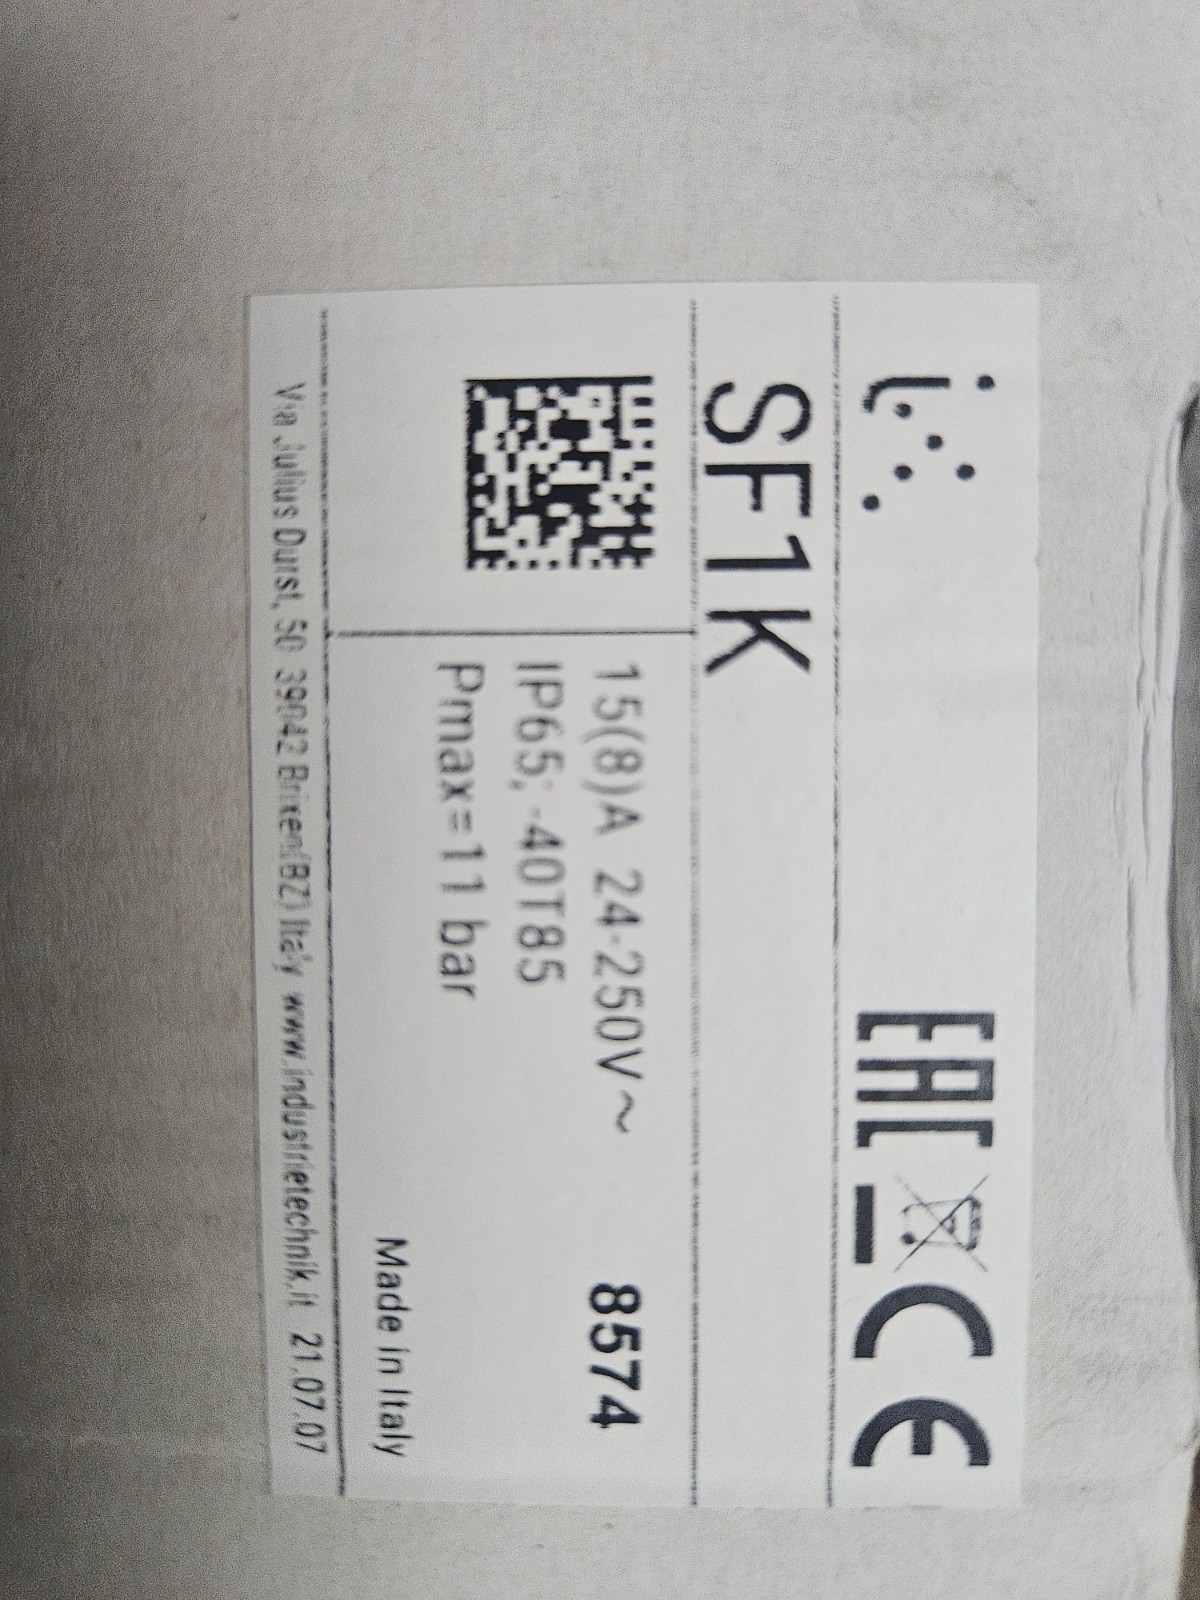 EAC CE
SF1K
15(8)A 24-250V~ 8574
IP65; -40T85
Pmax=11 bar
Made in Italy
Via Julius Durst, 50 39042 Brixen(BZ) Italy www.industrietechnik.it 21.07.07